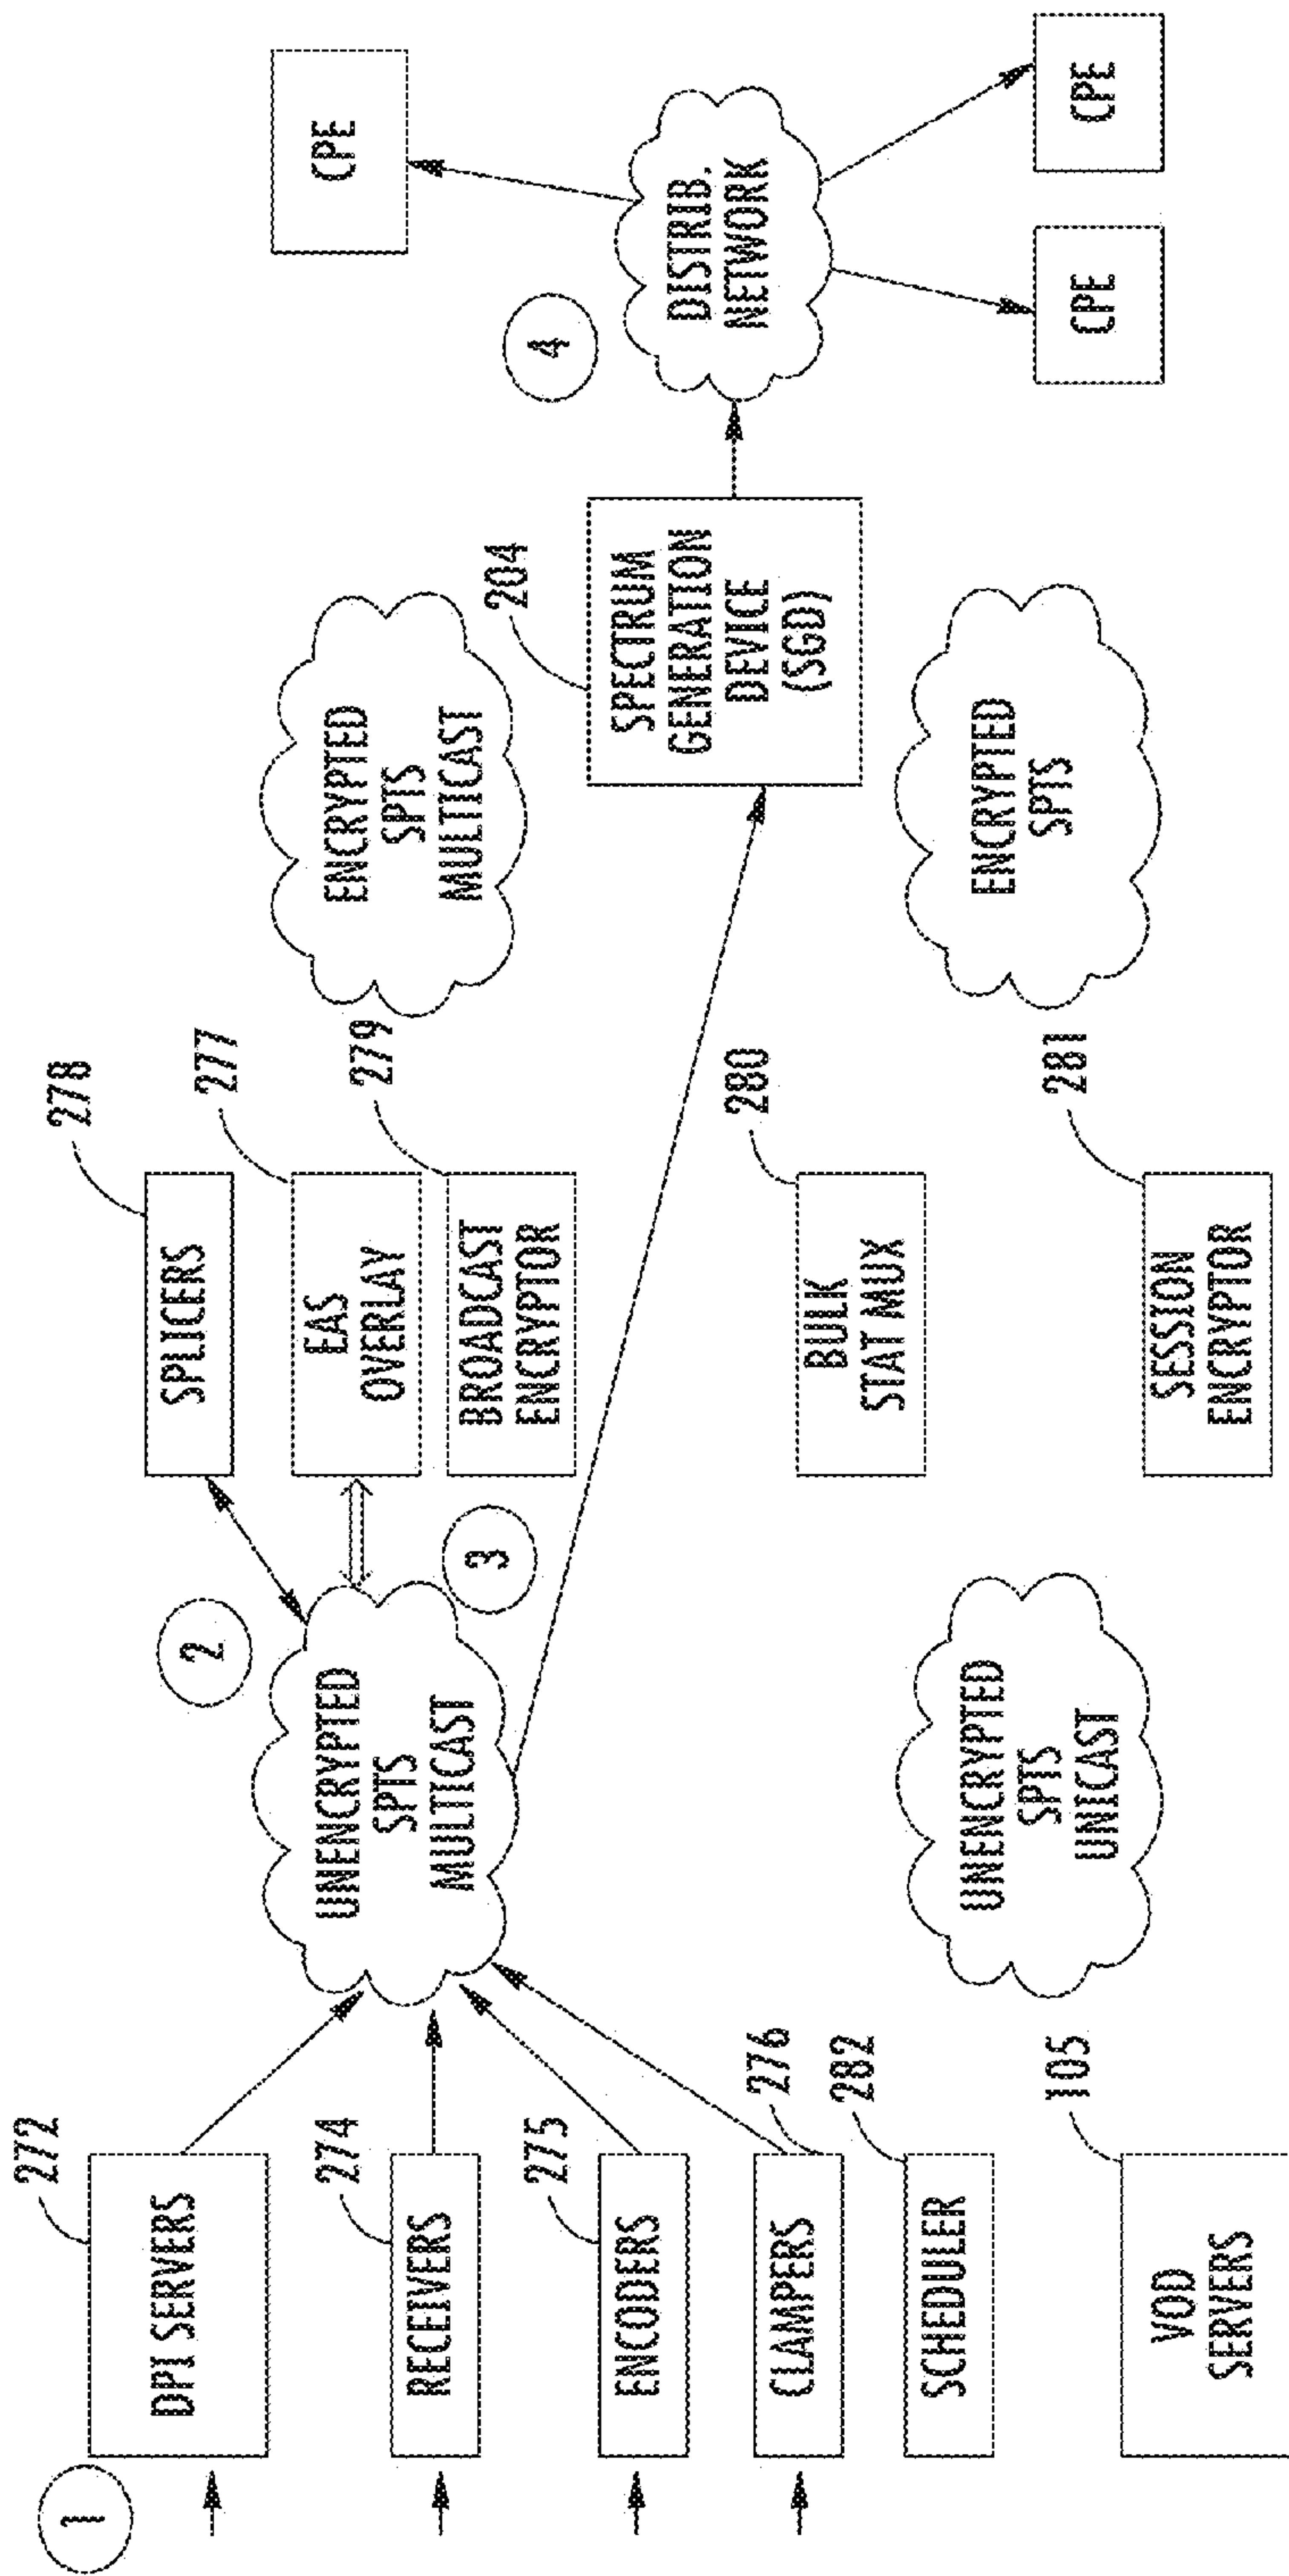 1
272
DPI SERVERS
274
RECEIVERS
275
ENCODERS
276
CLAMPERS
282
SCHEDULER
105
VOD
SERVERS
UNENCRYPTED
SPTS
MULTICAST
UNENCRYPTED
SPTS
UNICAST
2
3
278
SPLICERS
277
EAS
OVERLAY
279
BROADCAST
ENCRYPTOR
280
BULK
STAT MUX
281
SESSION
ENCRYPTOR
ENCRYPTED
SPTS
MULTICAST
ENCRYPTED
SPTS
204
SPECTRUM
GENERATION
DEVICE
(SGD)
4
DISTRIB.
NETWORK
CPE
CPE
CPE